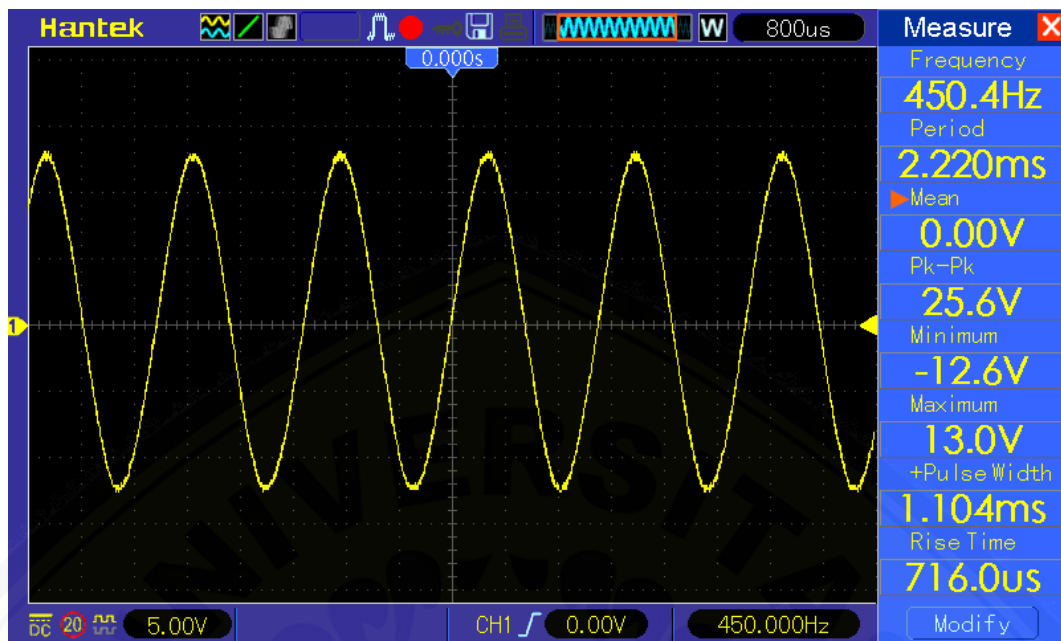 Hantek W 800us Measure X
0.000s
Frequency
450.4Hz
Period
2.220ms
Mean
0.00V
Pk-Pk
25.6V
Minimum
-12.6V
Maximum
13.0V
+Pulse Width
1.104ms
Rise Time
716.0us
1
DC 20 5.00V CH1 0.00V 450.000Hz Modify
NIVERSITA